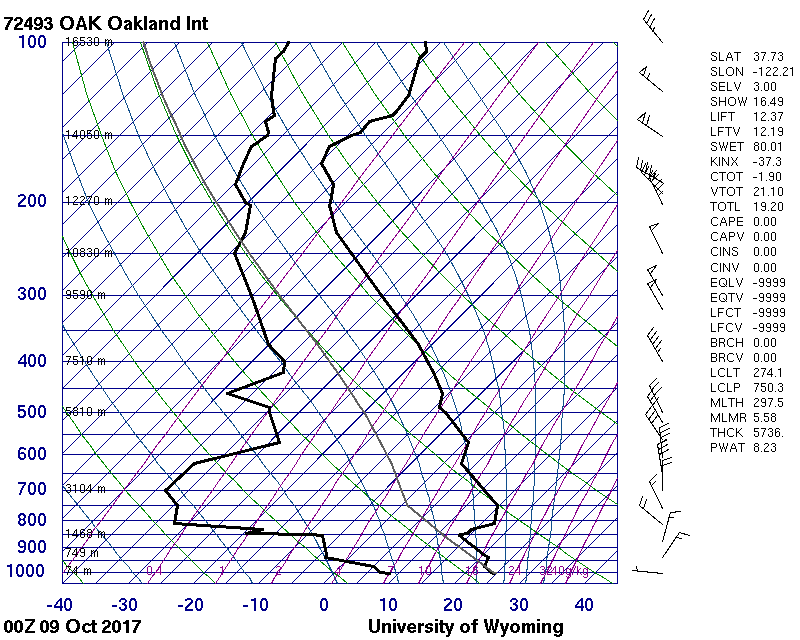 72493 OAK Oakland Int
100 16530 m
14050 m
200 12270 m
10830 m
300 9590 m
400 7510 m
500 5810 m
600
700 3104 m
800
1468 m
900
749 m
1000 74 m
0.4 1 2 4 7 10 16 24 32 40g/kg
-40 -30 -20 -10 0 10 20 30 40
00Z 09 Oct 2017 University of Wyoming
SLAT 37.73
SLON -122.21
SELV 3.00
SHOW 16.49
LIFT 12.37
LFTV 12.19
SWET 80.01
KINX -37.3
CTOT -1.90
VTOT 21.10
TOTL 19.20
CAPE 0.00
CAPV 0.00
CINS 0.00
CINV 0.00
EQLV -9999
EQTV -9999
LFCT -9999
LFCV -9999
BRCH 0.00
BRCV 0.00
LCLT 274.1
LCLP 750.3
MLTH 297.5
MLMR 5.58
THCK 5736.
PWAT 8.23